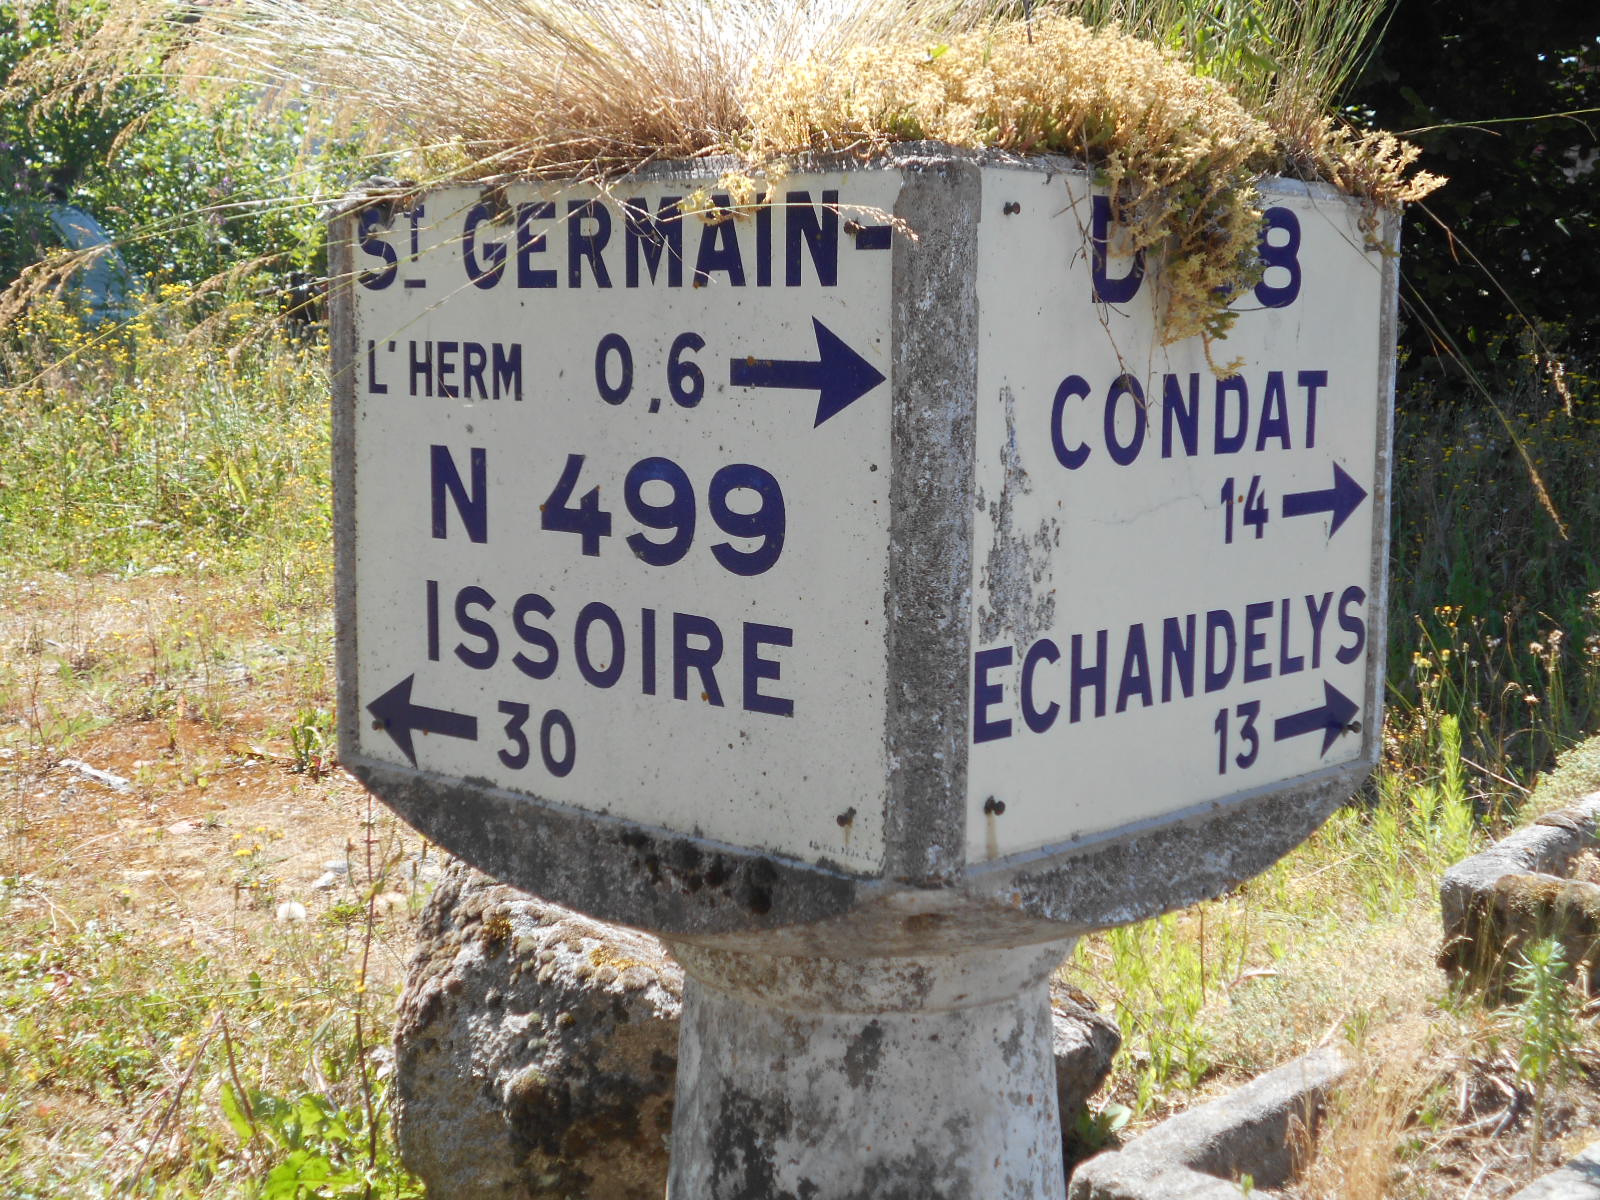 ST GERMAIN-
L'HERM 0,6
N 499
ISSOIRE
30
CONDAT
14
ECHANDELYS
13